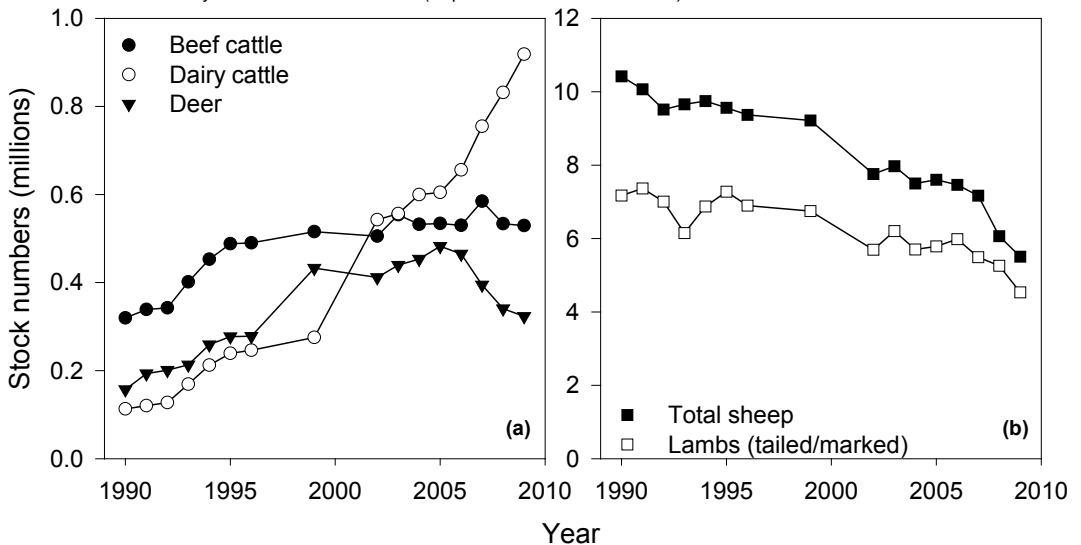 1.0
0.8
0.6
0.4
0.2
0.0
Stock numbers (millions)
Beef cattle
Dairy cattle
Deer
(a)
1990 1995 2000 2005 2010
12
10
8
6
4
2
0
Total sheep
Lambs (tailed/marked)
(b)
1990 1995 2000 2005 2010
Year